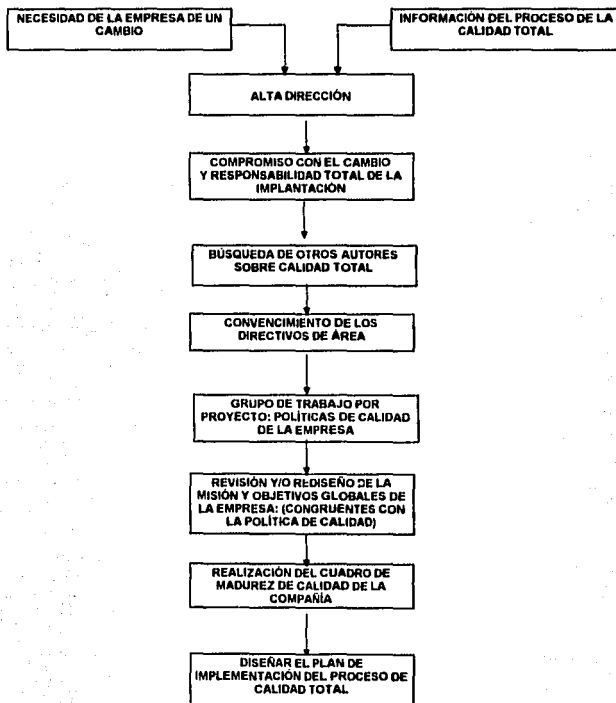 NECESIDAD DE LA EMPRESA DE UN
CAMBIO
INFORMACIÓN DEL PROCESO DE LA
CALIDAD TOTAL
ALTA DIRECCIÓN
COMPROMISO CON EL CAMBIO
Y RESPONSABILIDAD TOTAL DE LA
IMPLANTACIÓN
BÚSQUEDA DE OTROS AUTORES
SOBRE CALIDAD TOTAL
CONVENCIMIENTO DE LOS
DIRECTIVOS DE ÁREA
GRUPO DE TRABAJO POR
PROYECTO: POLÍTICAS DE CALIDAD
DE LA EMPRESA
REVISIÓN Y/O REDISEÑO DE LA
MISIÓN Y OBJETIVOS GLOBALES DE
LA EMPRESA: (CONGRUENTES CON
LA POLÍTICA DE CALIDAD)
REALIZACIÓN DEL CUADRO DE
MADUREZ DE CALIDAD DE LA
COMPAÑÍA
DISEÑAR EL PLAN DE
IMPLEMENTACIÓN DEL PROCESO DE
CALIDAD TOTAL